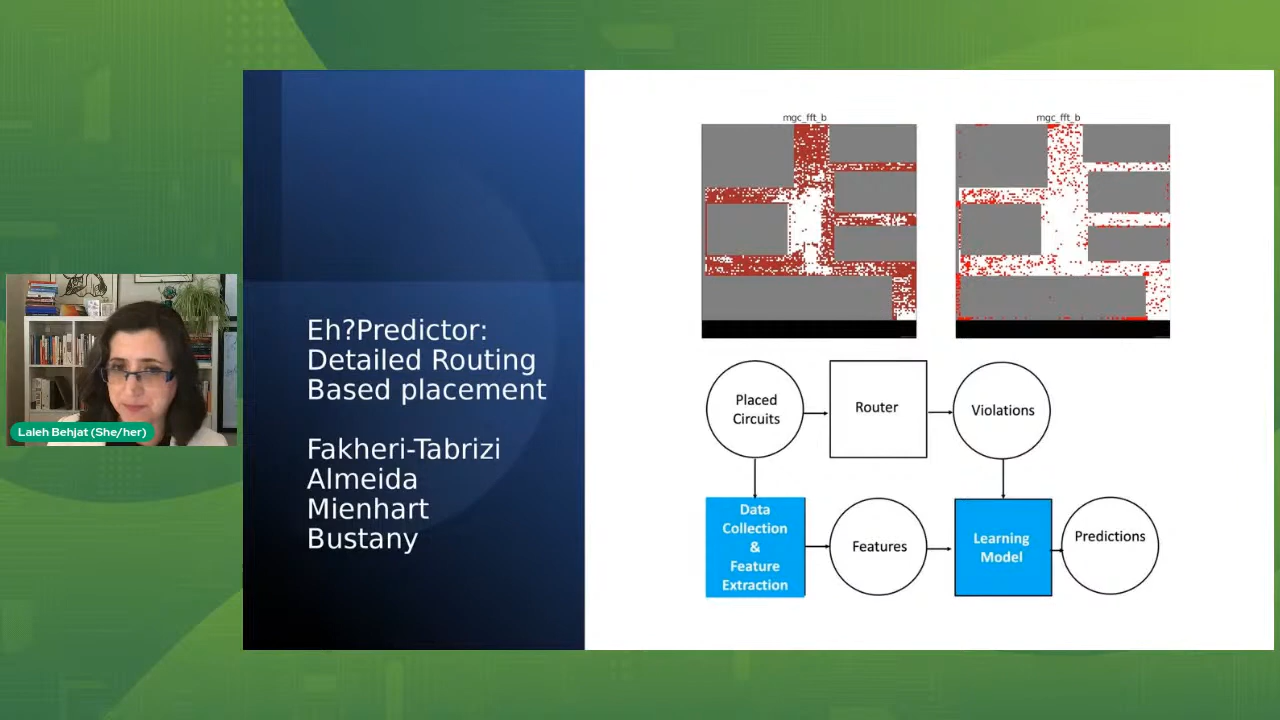 Eh?Predictor:
Detailed Routing
Based placement
Fakheri-Tabrizi
Almeida
Mienhart
Bustany
Laleh Behjat (She/her)
mgc_fft_b
mgc_fft_b
Placed
Circuits
Router
Violations
Data
Collection
&
Feature
Extraction
Features
Learning
Model
Predictions